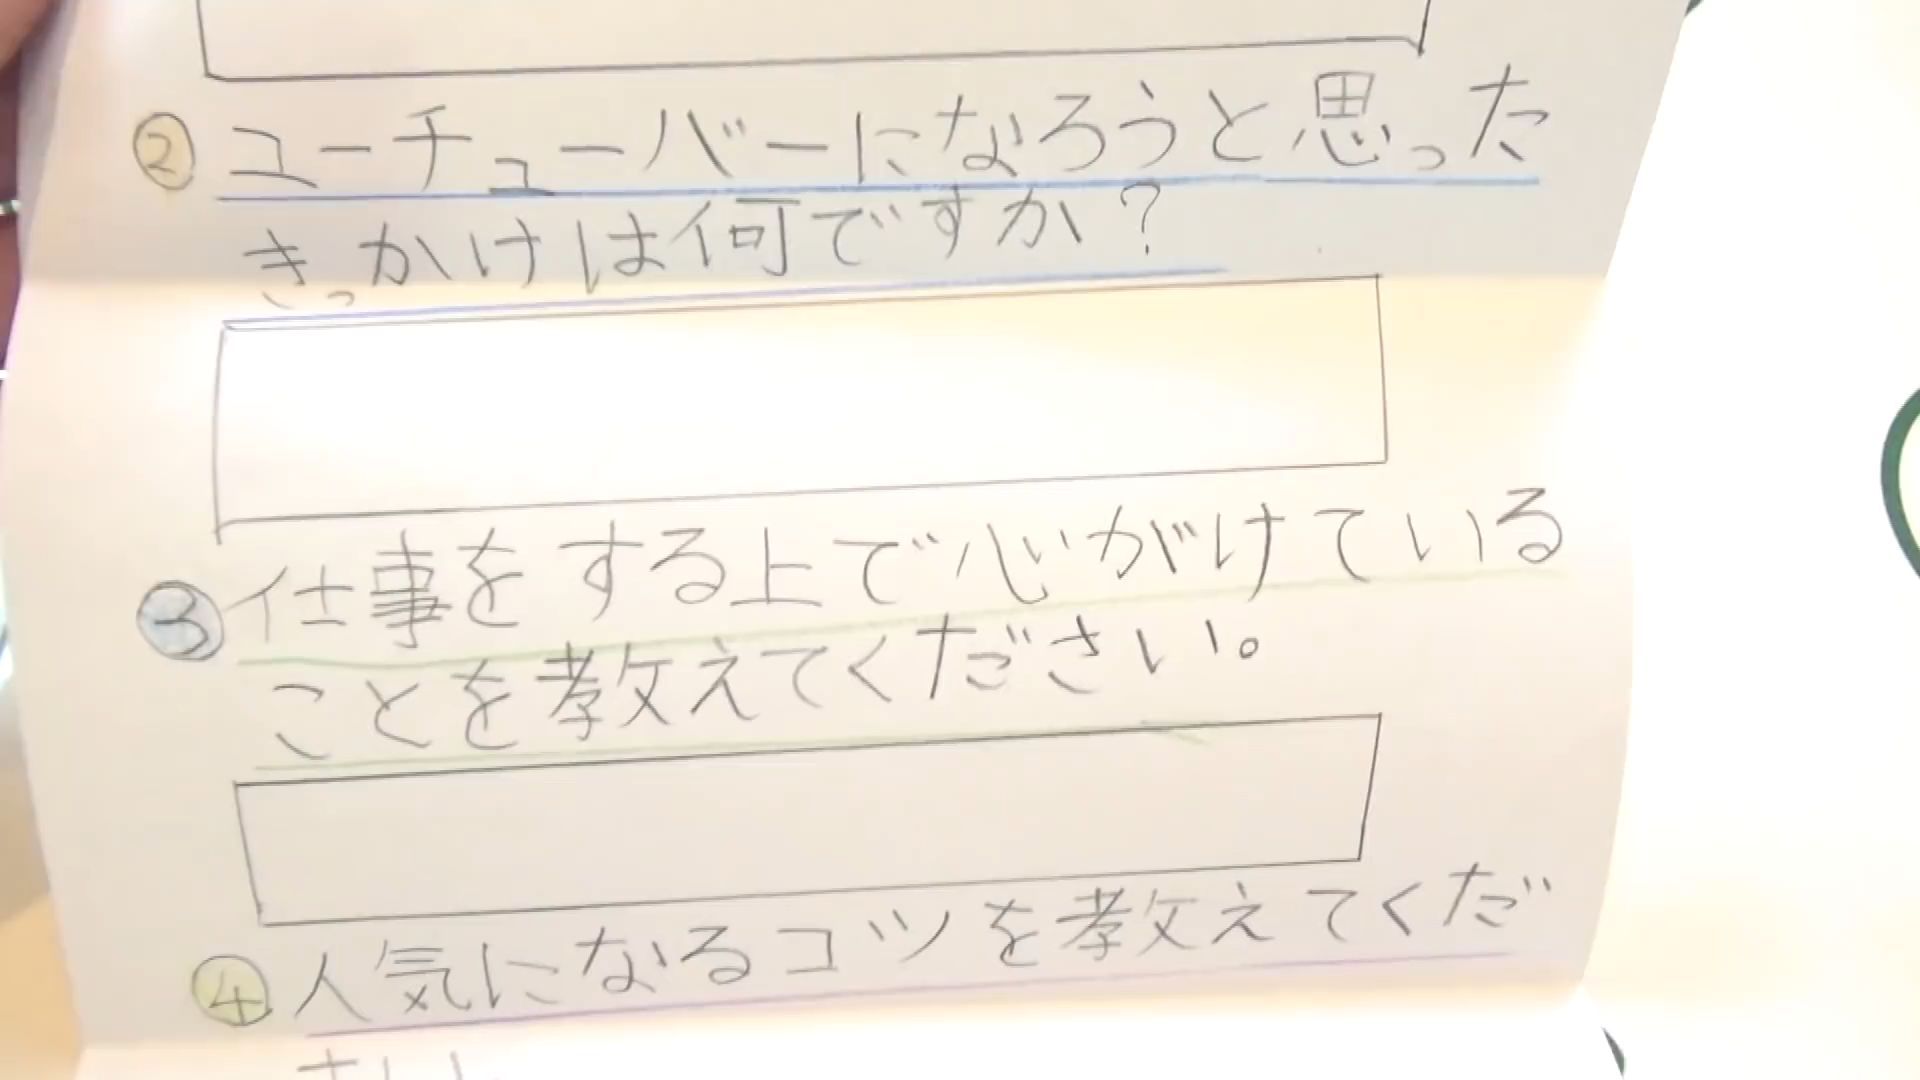 ② ユーチューバーになろうと思った
きっかけは何ですか?
③ 仕事をする上で心がけている
ことを教えてください。
④ 人気になるコツを教えてくだ
さい